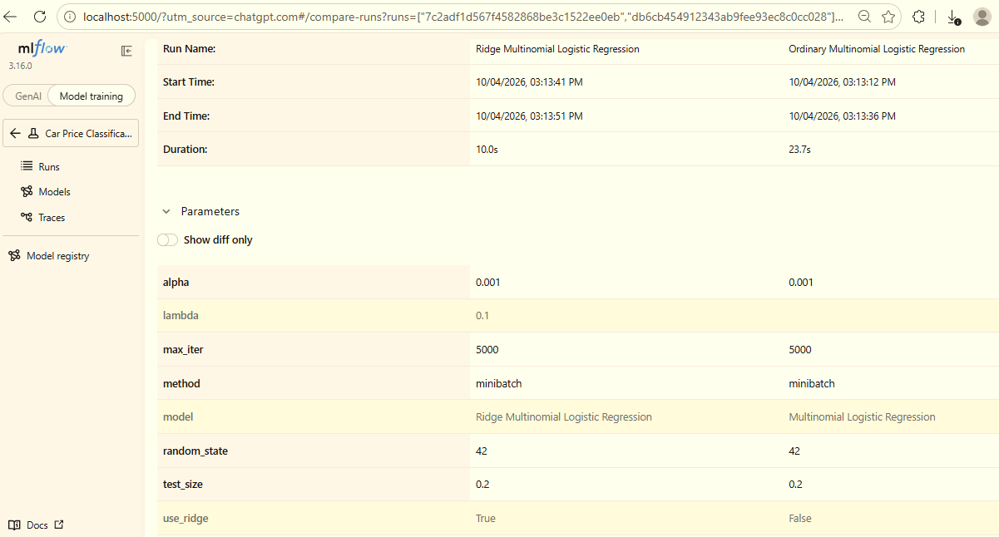 localhost:5000/?utm_source=chatgpt.com#/compare-runs?runs=["7c2adf1d567f4582868be3c1522ee0eb","db6cb454912343ab9fee93ec8c0cc028"]...
mlflow
3.16.0
GenAI Model training
Car Price Classifica...
Runs
Models
Traces
Model registry
Docs
Run Name: Ridge Multinomial Logistic Regression Ordinary Multinomial Logistic Regression
Start Time: 10/04/2026, 03:13:41 PM 10/04/2026, 03:13:12 PM
End Time: 10/04/2026, 03:13:51 PM 10/04/2026, 03:13:36 PM
Duration: 10.0s 23.7s
Parameters
Show diff only
alpha 0.001 0.001
lambda 0.1
max_iter 5000 5000
method minibatch minibatch
model Ridge Multinomial Logistic Regression Multinomial Logistic Regression
random_state 42 42
test_size 0.2 0.2
use_ridge True False